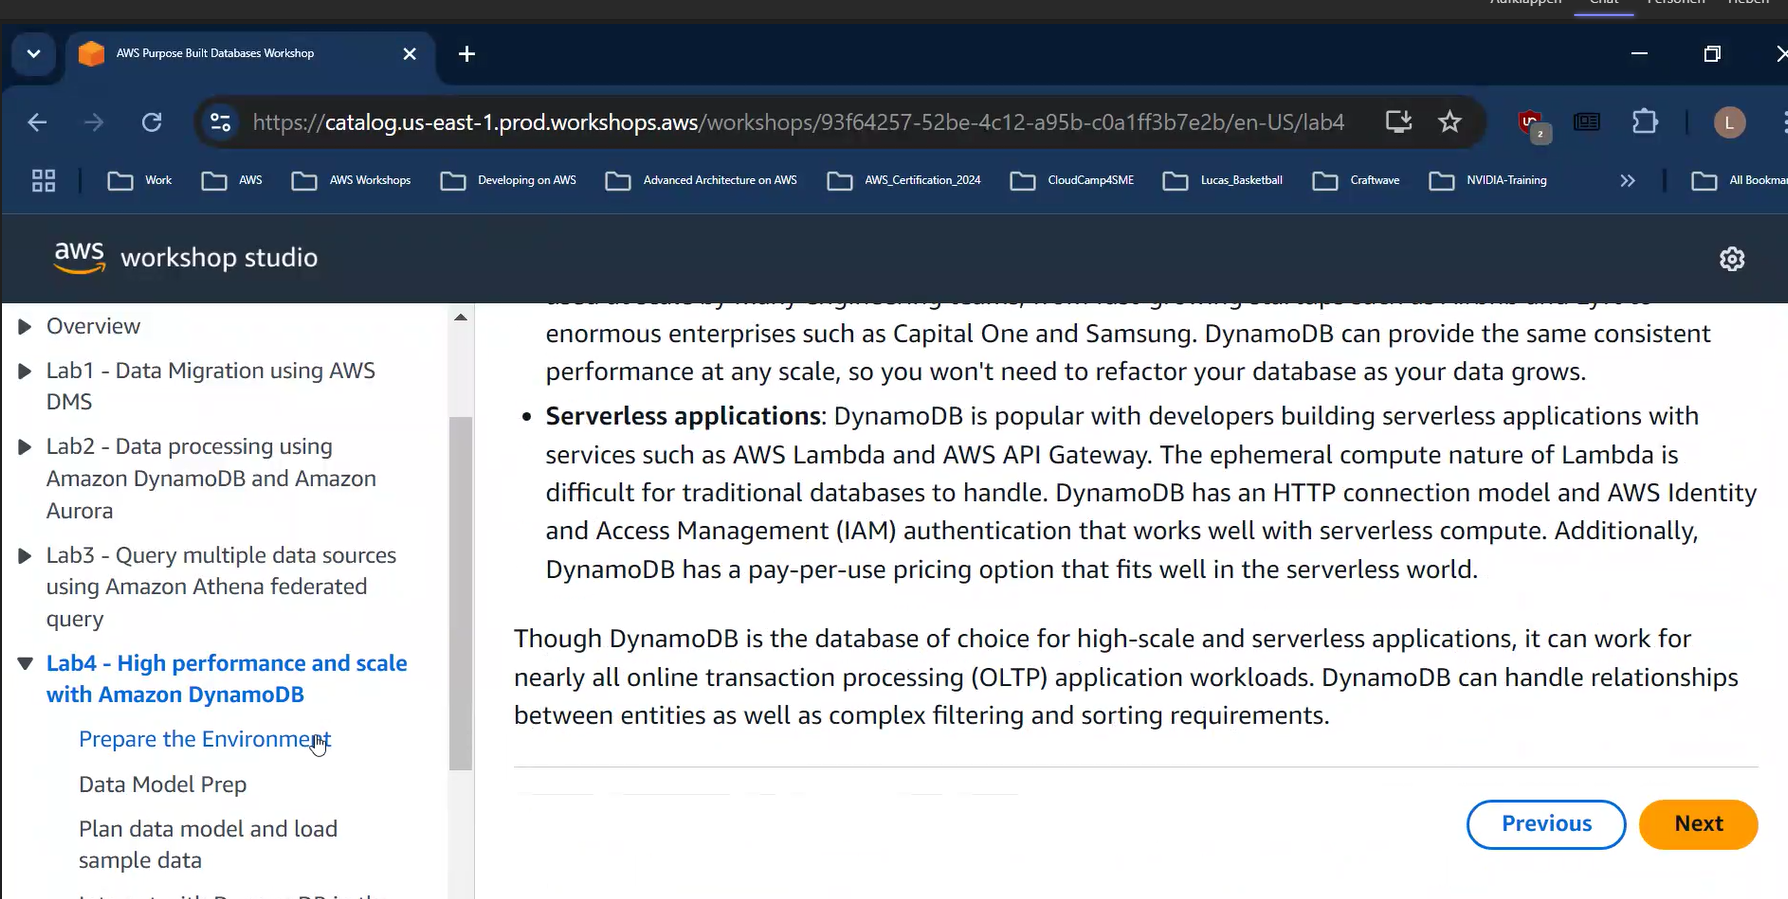 Aufklappen Chat Personen Heben
AWS Purpose Built Databases Workshop
https://catalog.us-east-1.prod.workshops.aws/workshops/93f64257-52be-4c12-a95b-c0a1ff3b7e2b/en-US/lab4
2
L
Work AWS AWS Workshops Developing on AWS Advanced Architecture on AWS AWS_Certification_2024 CloudCamp4SME Lucas_Basketball Craftwave NVIDIA-Training All Bookma
aws workshop studio
Overview
Lab1 - Data Migration using AWS
DMS
Lab2 - Data processing using
Amazon DynamoDB and Amazon
Aurora
Lab3 - Query multiple data sources
using Amazon Athena federated
query
Lab4 - High performance and scale
with Amazon DynamoDB
Prepare the Environment
Data Model Prep
Plan data model and load
sample data
enormous enterprises such as Capital One and Samsung. DynamoDB can provide the same consistent
performance at any scale, so you won't need to refactor your database as your data grows.
• Serverless applications: DynamoDB is popular with developers building serverless applications with
services such as AWS Lambda and AWS API Gateway. The ephemeral compute nature of Lambda is
difficult for traditional databases to handle. DynamoDB has an HTTP connection model and AWS Identity
and Access Management (IAM) authentication that works well with serverless compute. Additionally,
DynamoDB has a pay-per-use pricing option that fits well in the serverless world.
Though DynamoDB is the database of choice for high-scale and serverless applications, it can work for
nearly all online transaction processing (OLTP) application workloads. DynamoDB can handle relationships
between entities as well as complex filtering and sorting requirements.
Previous
Next